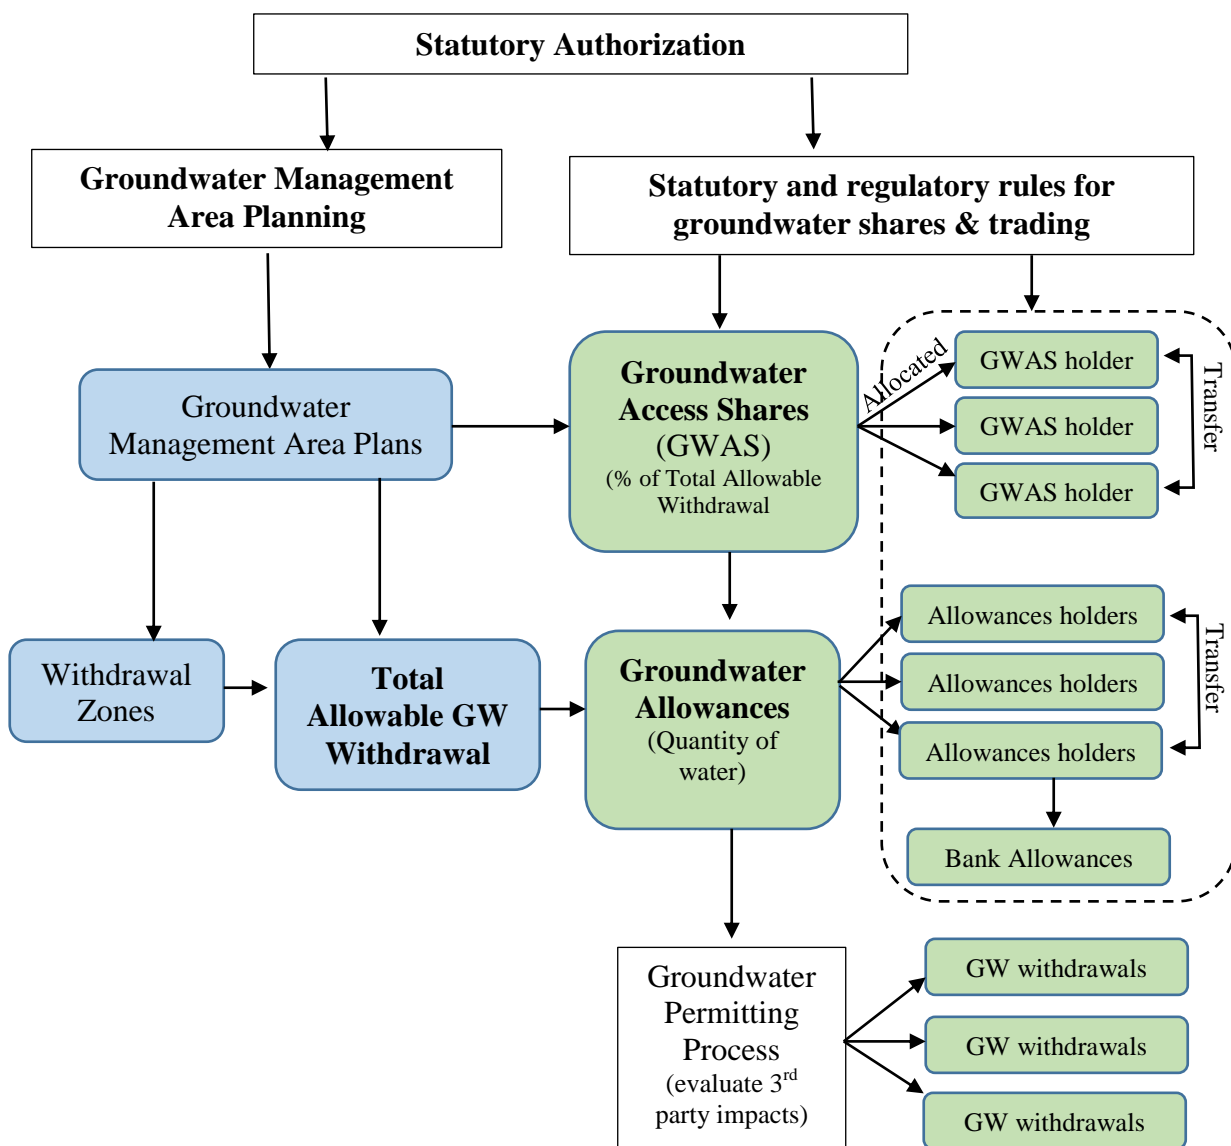 Statutory Authorization
Groundwater Management
Area Planning
Statutory and regulatory rules for
groundwater shares & trading
Groundwater
Management Area Plans
Groundwater
Access Shares
(GWAS)
(% of Total Allowable
Withdrawal
Allocated
GWAS holder
GWAS holder
GWAS holder
Transfer
Withdrawal
Zones
Total
Allowable GW
Withdrawal
Groundwater
Allowances
(Quantity of
water)
Allowances holders
Allowances holders
Allowances holders
Transfer
Bank Allowances
Groundwater
Permitting
Process
(evaluate 3rd
party impacts)
GW withdrawals
GW withdrawals
GW withdrawals